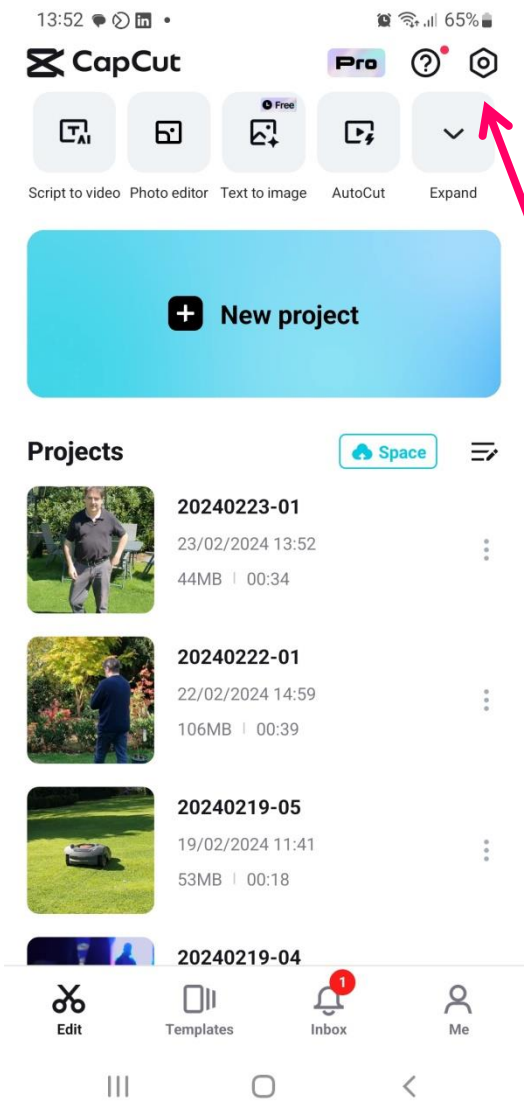 13:52 65%
CapCut Pro
Free
AI
Script to video Photo editor Text to image AutoCut Expand
New project
Projects Space
20240223-01
23/02/2024 13:52
44MB 00:34
20240222-01
22/02/2024 14:59
106MB 00:39
20240219-05
19/02/2024 11:41
53MB 00:18
20240219-04
1
Edit Templates Inbox Me